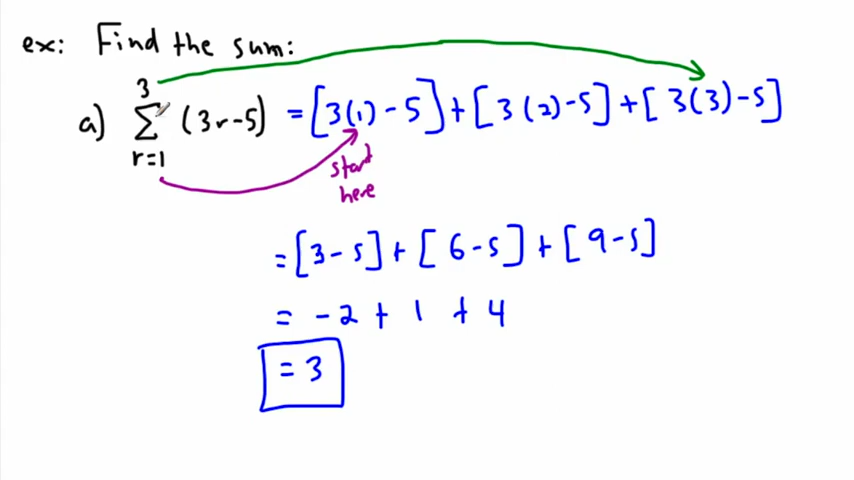 ex: Find the sum:
3
a) ∑ (3r-5) = [3(1)-5] + [3(2)-5] + [3(3)-5]
r=1
start
here
= [3-5] + [6-5] + [9-5]
= -2 + 1 + 4
= 3